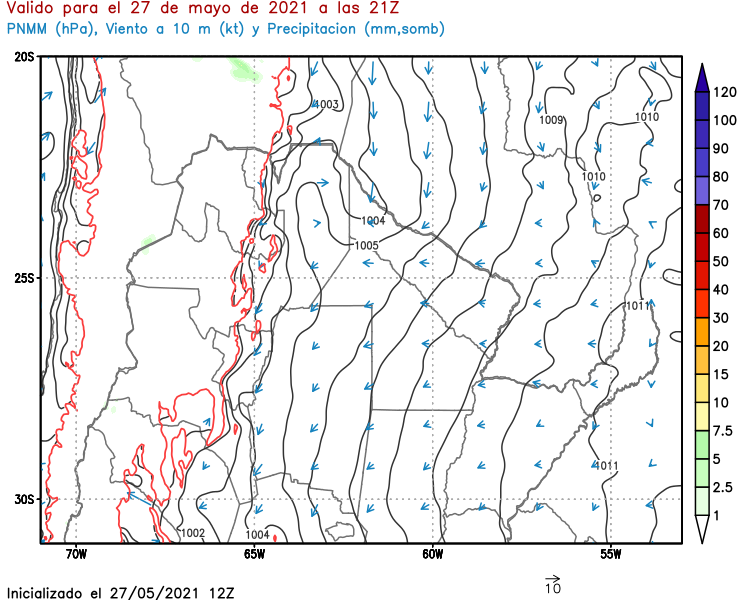 Valido para el 27 de mayo de 2021 a las 21Z
PNMM (hPa), Viento a 10 m (kt) y Precipitacion (mm,somb)
20S
25S
30S
70W
65W
60W
55W
1003
1009
1010
1010
1004
1005
1011
1011
1002
1004
120
100
90
80
70
60
50
40
30
20
15
10
7.5
5
2.5
1
10
Inicializado el 27/05/2021 12Z